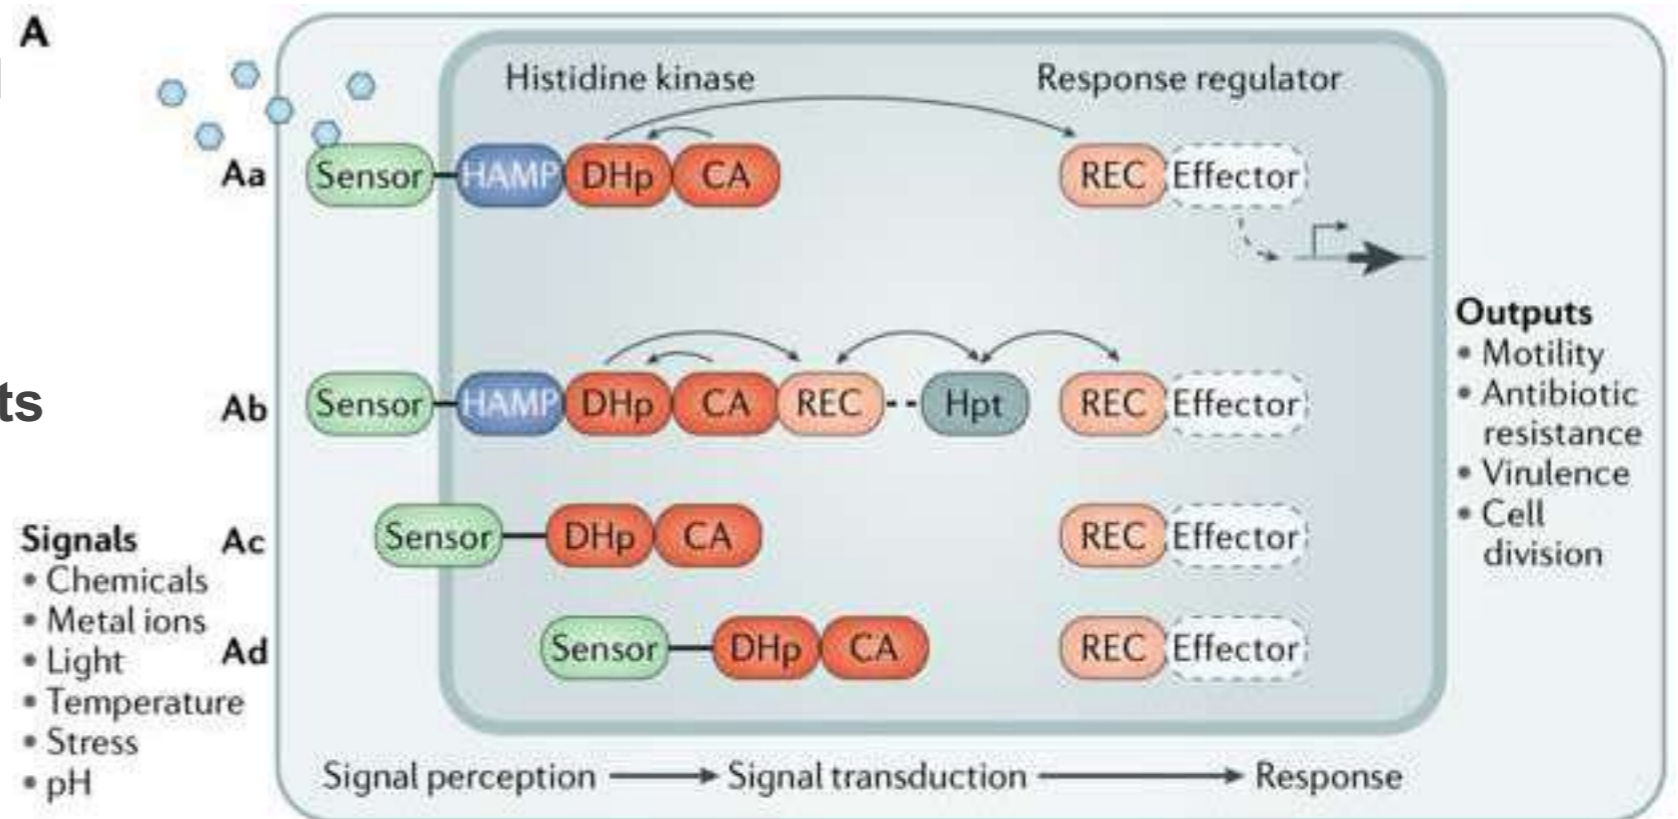 A
ts
Histidine kinase
Response regulator
Aa
Sensor
HAMP
DHp
CA
REC
Effector
Ab
Sensor
HAMP
DHp
CA
REC
Hpt
REC
Effector
Ac
Sensor
DHp
CA
REC
Effector
Ad
Sensor
DHp
CA
REC
Effector
Signals
• Chemicals
• Metal ions
• Light
• Temperature
• Stress
• pH
Outputs
• Motility
• Antibiotic
resistance
• Virulence
• Cell
division
Signal perception
Signal transduction
Response